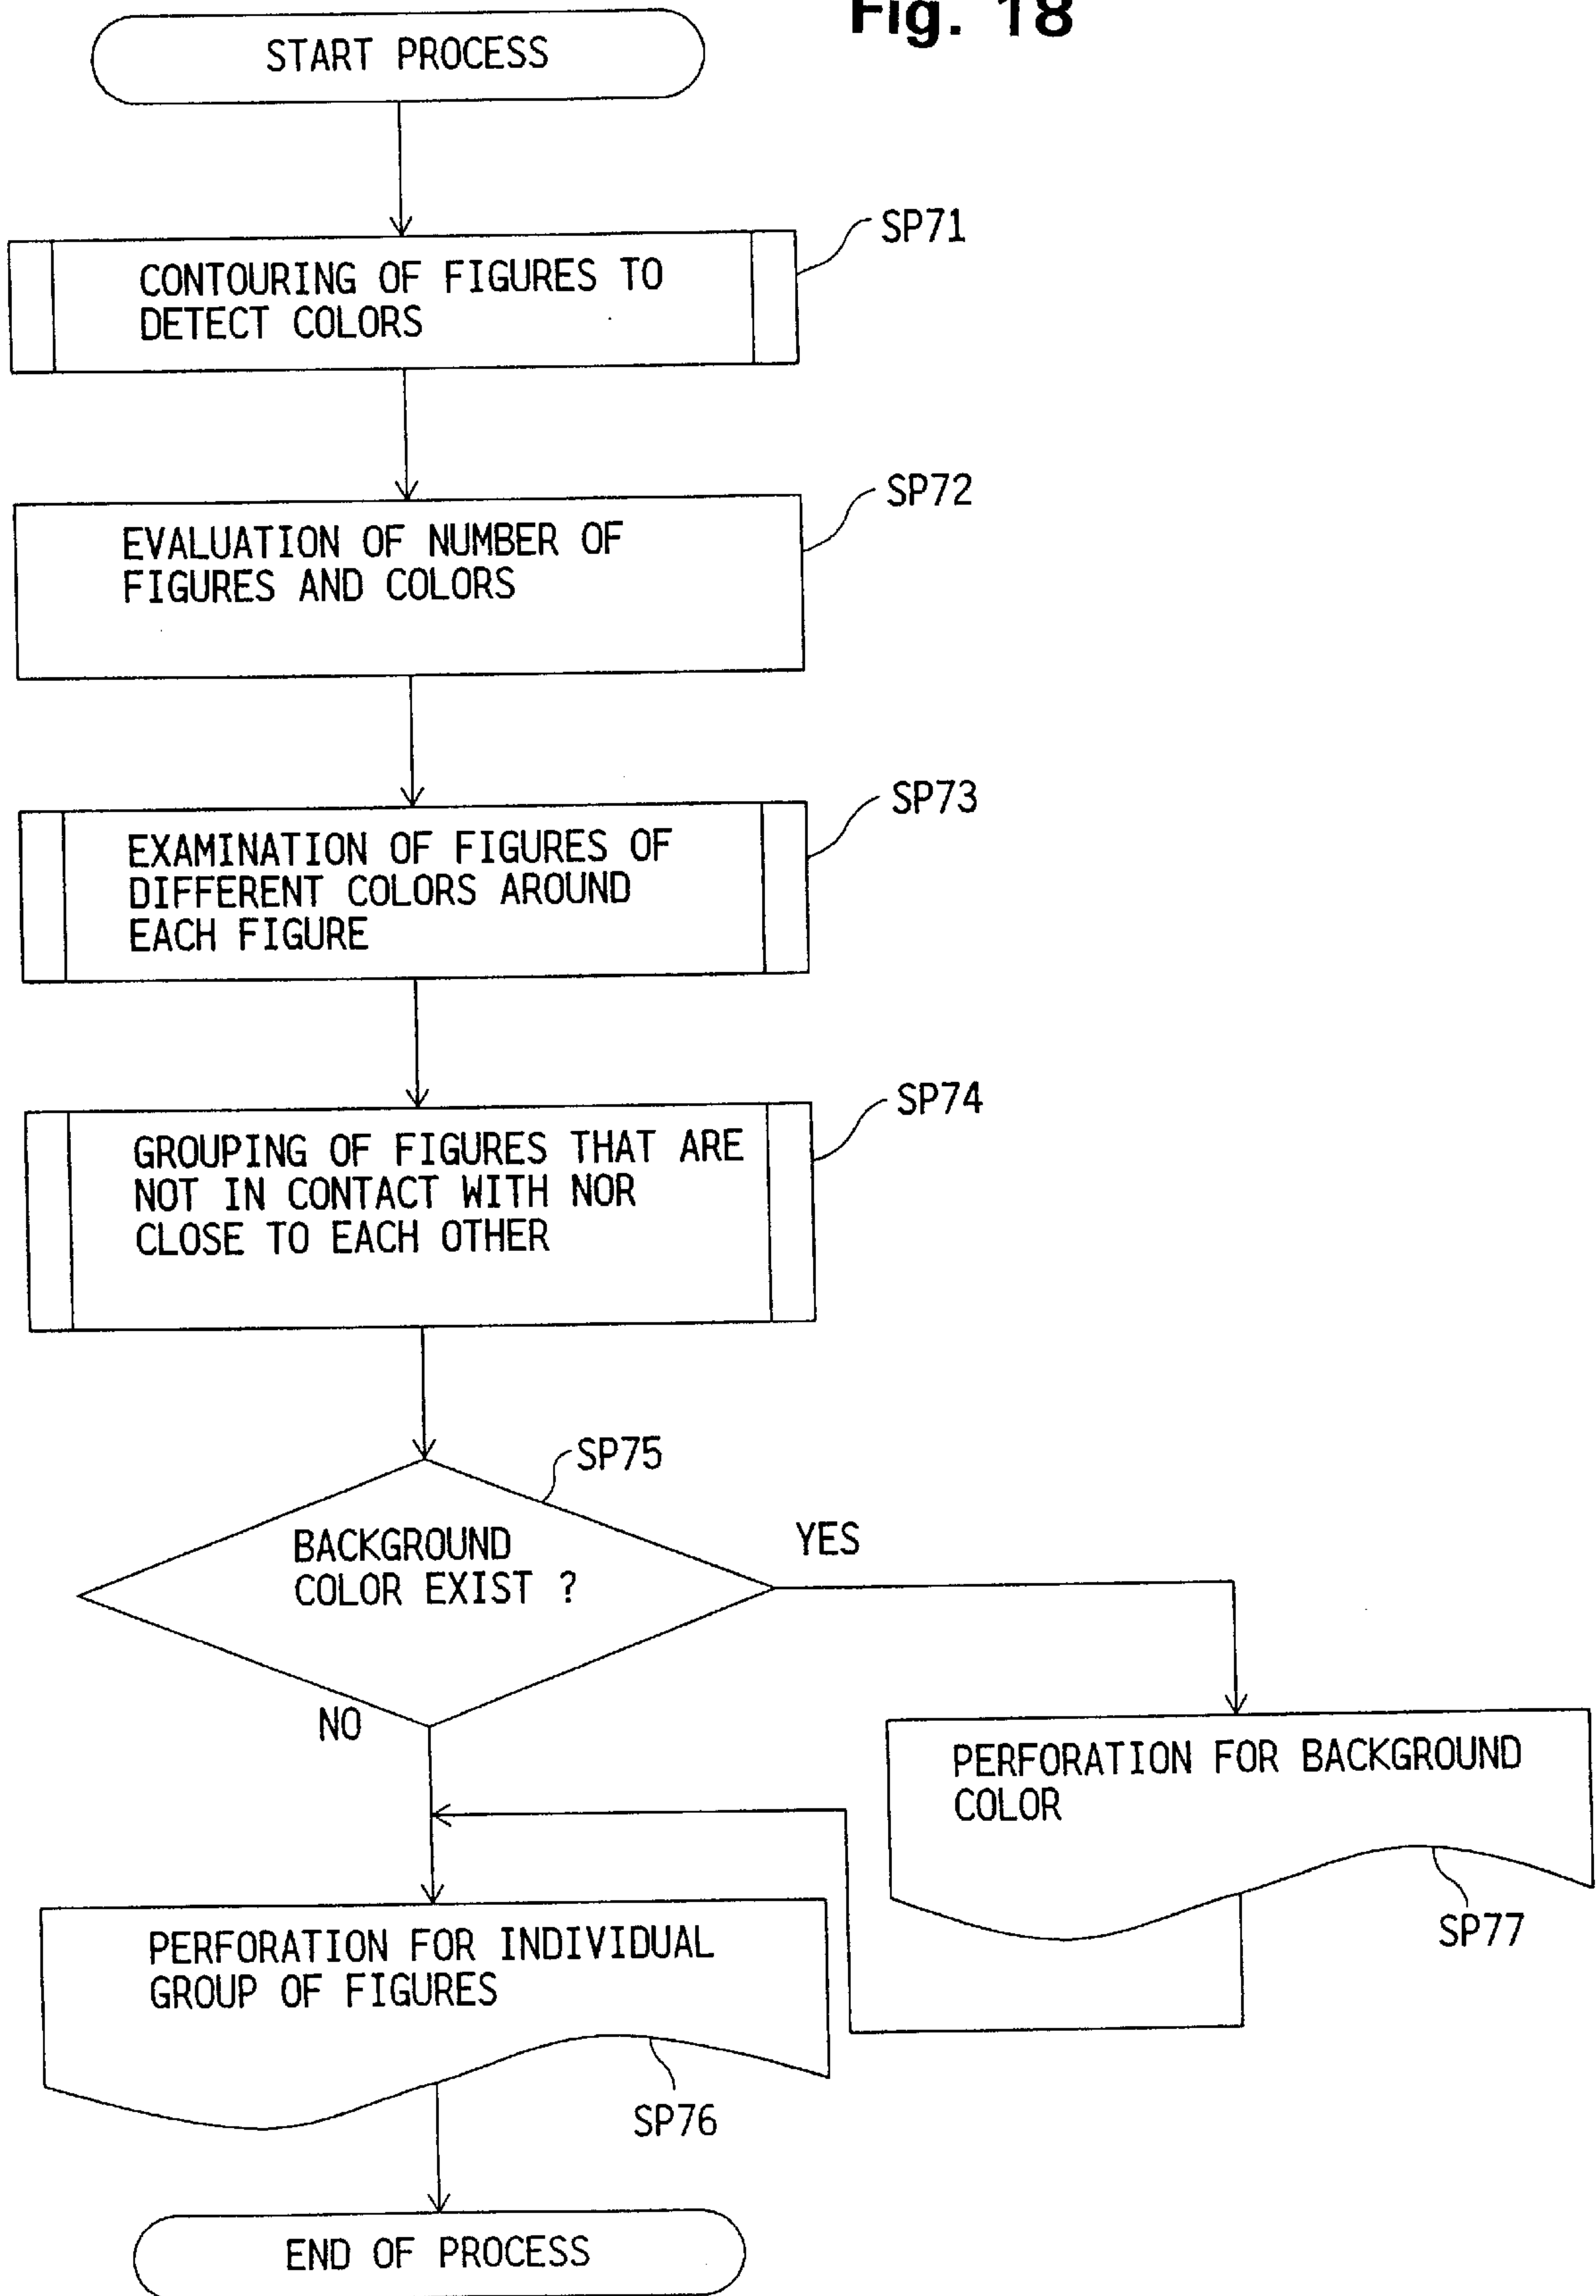 Fig. 18
START PROCESS
SP71
CONTOURING OF FIGURES TO
DETECT COLORS
SP72
EVALUATION OF NUMBER OF
FIGURES AND COLORS
SP73
EXAMINATION OF FIGURES OF
DIFFERENT COLORS AROUND
EACH FIGURE
SP74
GROUPING OF FIGURES THAT ARE
NOT IN CONTACT WITH NOR
CLOSE TO EACH OTHER
SP75
BACKGROUND
COLOR EXIST ?
YES
NO
PERFORATION FOR BACKGROUND
COLOR
SP77
PERFORATION FOR INDIVIDUAL
GROUP OF FIGURES
SP76
END OF PROCESS